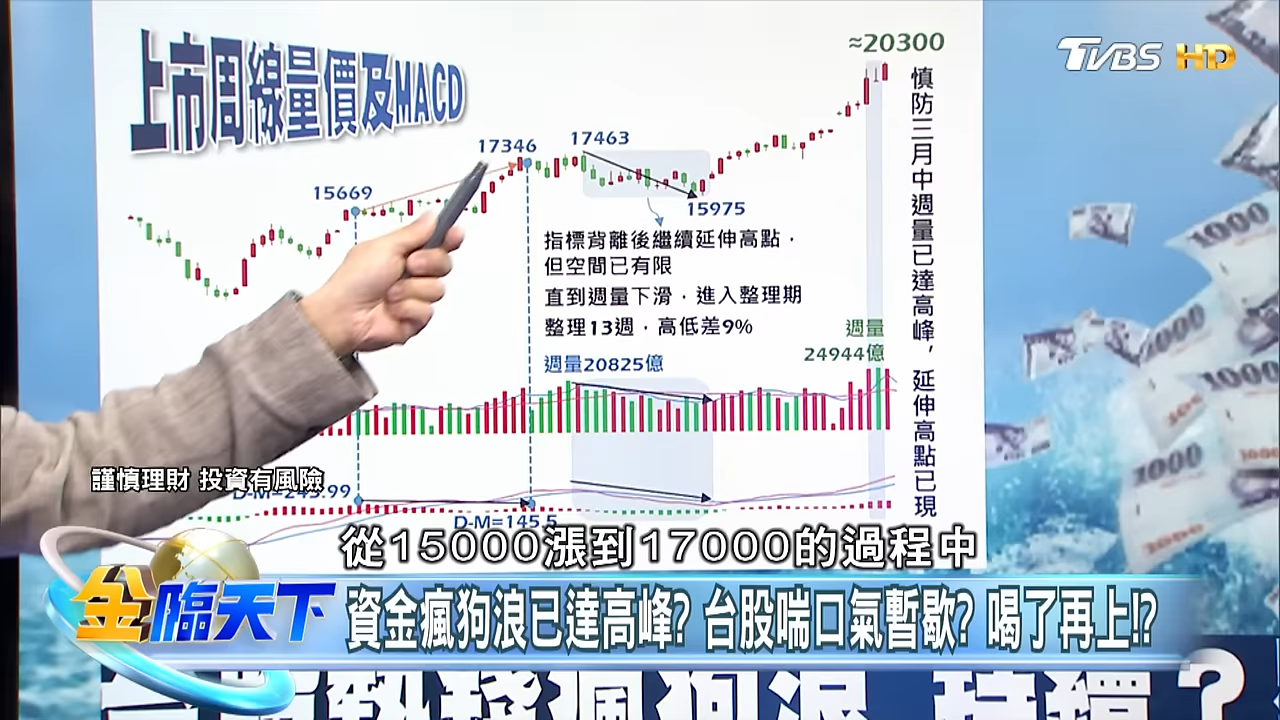 上市周線量價及MACD
≈20300
TVBS HD
17346
17463
15669
15975
慎防三月中週量已達高峰，延伸高點已現
指標背離後繼續延伸高點．
但空間已有限
直到週量下滑．進入整理期
整理13週．高低差9%
週量
24944億
週量20825億
1000
1000
1000
1000
謹慎理財 投資有風險
D-M=245.99
D-M=145.5
從15000漲到17000的過程中
金臨天下
資金瘋狗浪已達高峰? 台股喘口氣暫歇? 喝了再上!?